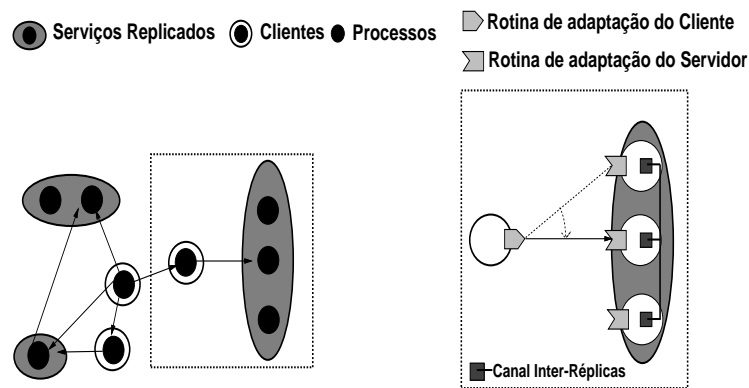 Serviços Replicados
Clientes
Processos
Rotina de adaptação do Cliente
Rotina de adaptação do Servidor
Canal Inter-Réplicas